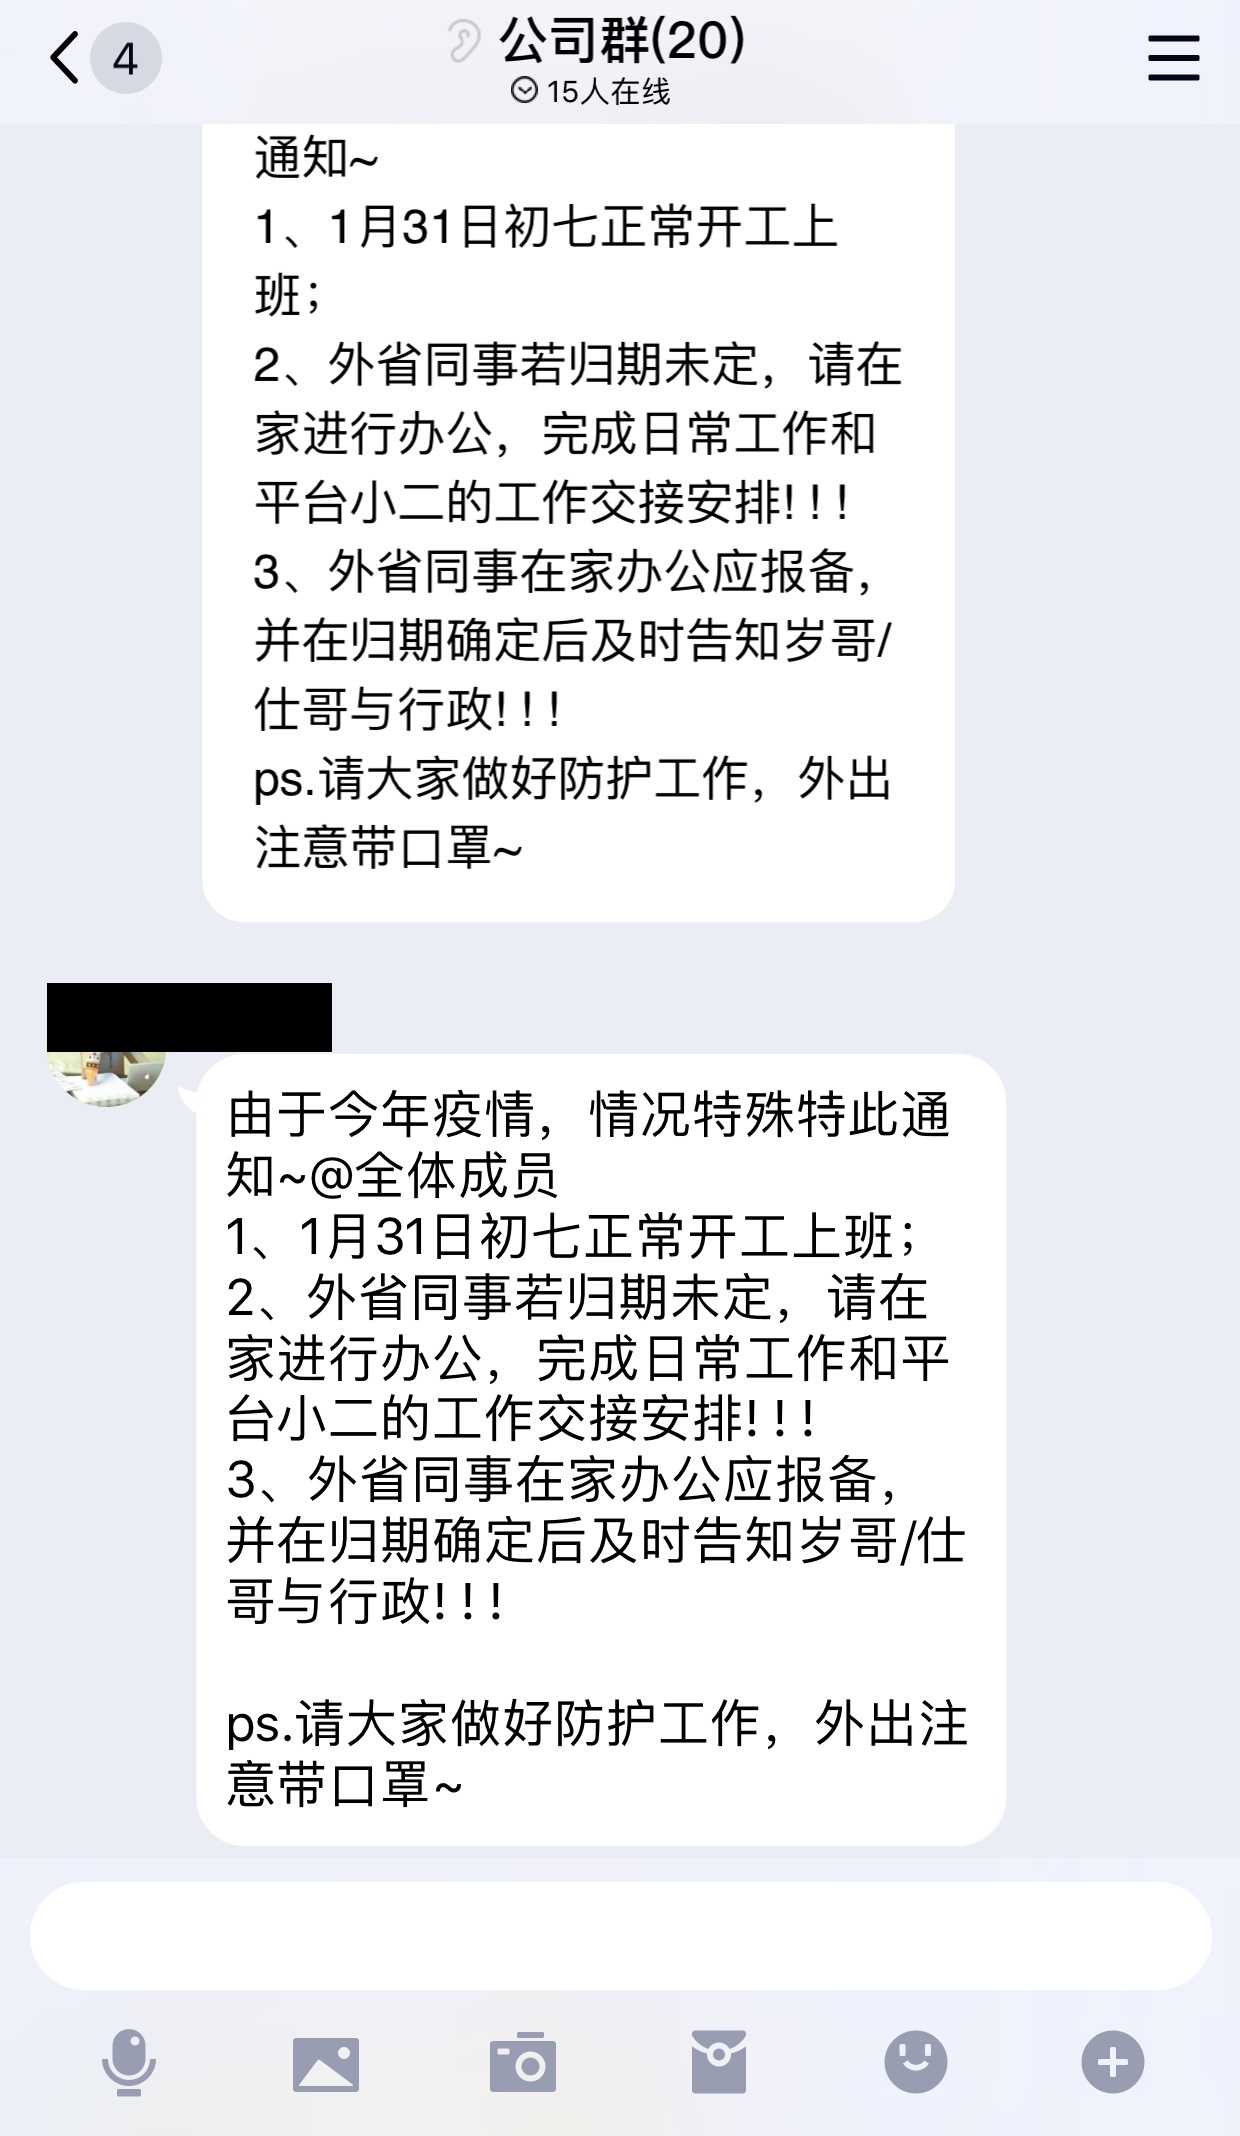 4
公司群(20)
15人在线
通知~
1、1月31日初七正常开工上
班；
2、外省同事若归期未定，请在
家进行办公，完成日常工作和
平台小二的工作交接安排！！！
3、外省同事在家办公应报备，
并在归期确定后及时告知岁哥/
仕哥与行政！！！
ps.请大家做好防护工作，外出
注意带口罩~
由于今年疫情，情况特殊特此通
知~@全体成员
1、1月31日初七正常开工上班；
2、外省同事若归期未定，请在
家进行办公，完成日常工作和平
台小二的工作交接安排！！！
3、外省同事在家办公应报备，
并在归期确定后及时告知岁哥/仕
哥与行政！！！
ps.请大家做好防护工作，外出注
意带口罩~